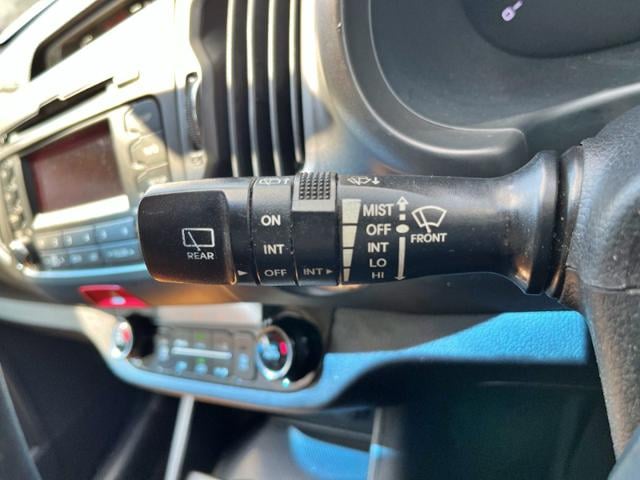 REAR
ON
INT
OFF
INT
MIST
OFF
INT
LO
HI
FRONT